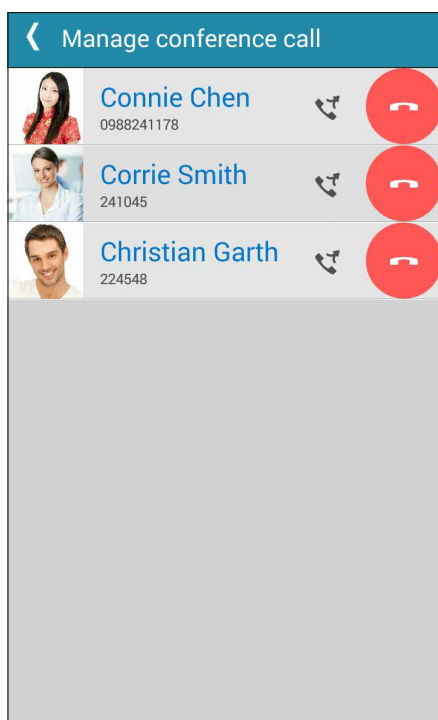 Manage conference call
Connie Chen
0988241178
Corrie Smith
241045
Christian Garth
224548